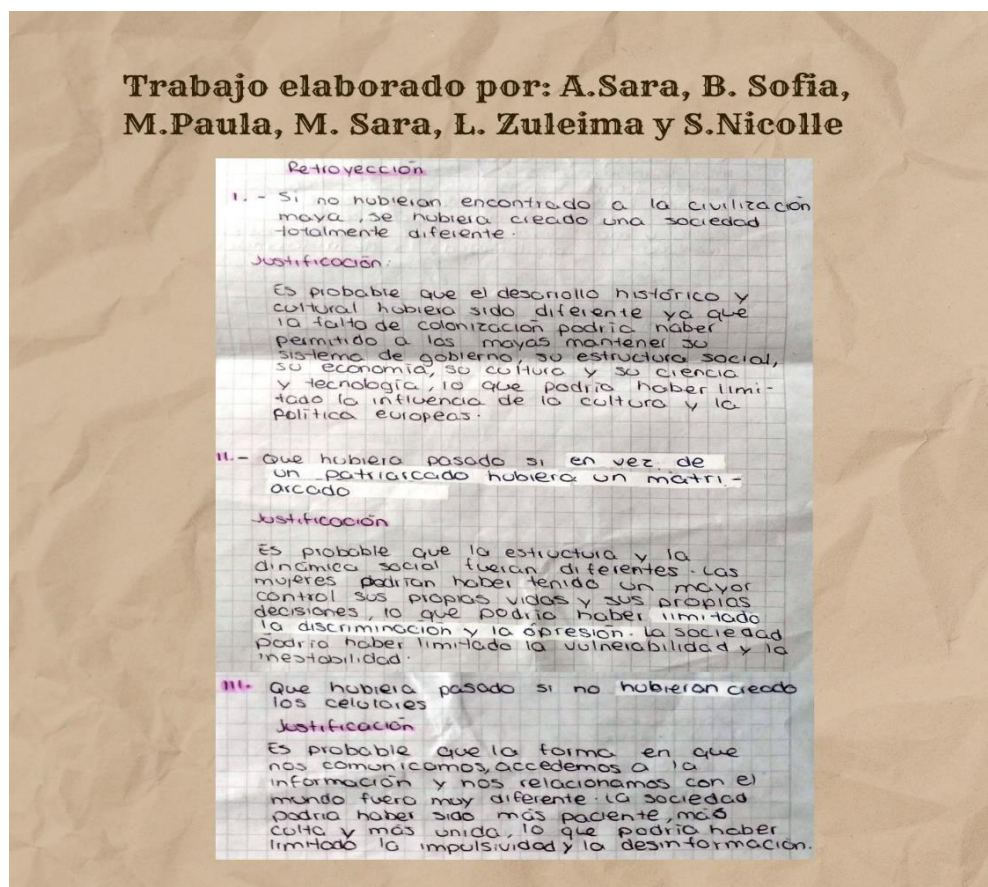 Trabajo elaborado por: A.Sara, B. Sofia,
M.Paula, M. Sara, L. Zuleima y S.Nicolle
Retroyección
I. - Si no hubieran encontrado a la civilización
maya, se hubiera creado una sociedad
totalmente diferente.
Justificación:
Es probable que el desarrollo histórico y
cultural hubiera sido diferente ya que
la falta de colonización podría haber
permitido a los mayas mantener su
sistema de gobierno, su estructura social,
su economía, su cultura y su ciencia
y tecnología, lo que podría haber limi-
tado la influencia de la cultura y la
política europeas.
II.- Que hubiera pasado si en vez de
un patriarcado hubiera un matri-
arcado
Justificación
Es probable que la estructura y la
dinámica social fueran diferentes. Las
mujeres podrían haber tenido un mayor
control sus propias vidas y sus propias
decisiones, lo que podría haber limitado
la discriminación y la opresión. La sociedad
podría haber limitado la vulnerabilidad y la
inestabilidad.
III. Que hubiera pasado si no hubieran creado
los celulares
Justificación
Es probable que la forma en que
nos comunicamos, accedemos a la
información y nos relacionamos con el
mundo fuera muy diferente. La sociedad
podría haber sido más paciente, más
culta y más unida, lo que podría haber
limitado la impulsividad y la desinformación.